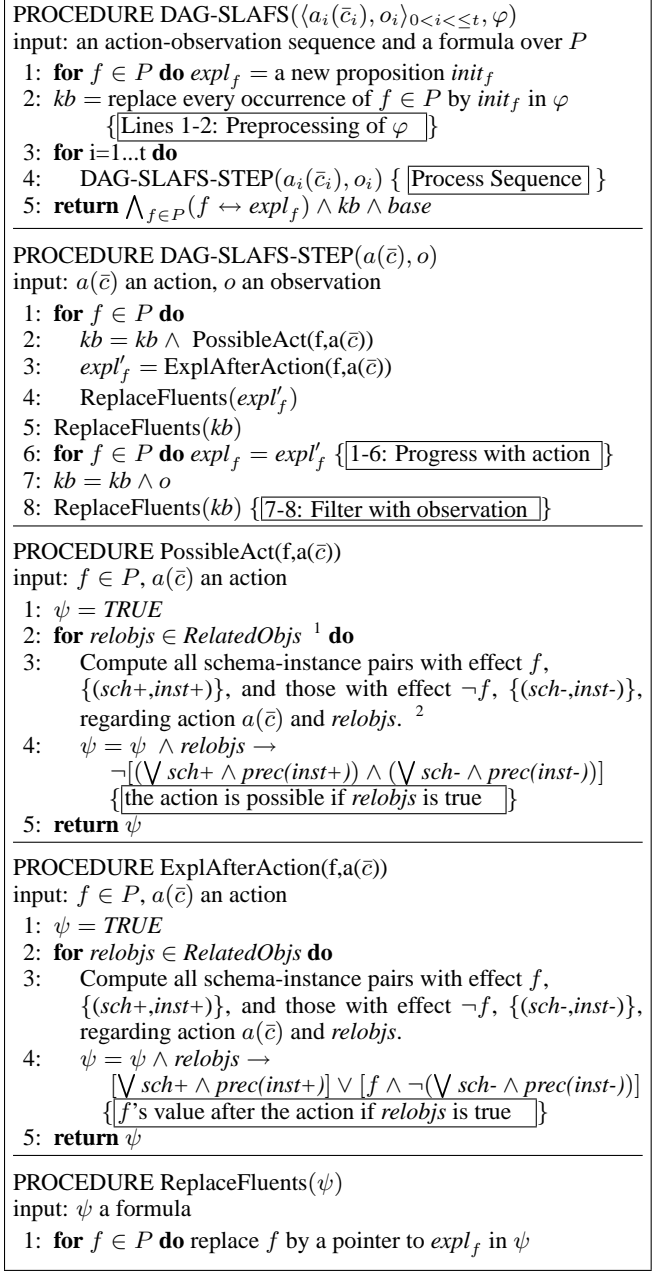 PROCEDURE DAG-SLAFS(⟨a_i(c̄_i), o_i⟩_{0<i<≤t}, φ)
input: an action-observation sequence and a formula over P
1: for f ∈ P do expl_f = a new proposition init_f
2: kb = replace every occurrence of f ∈ P by init_f in φ
{Lines 1-2: Preprocessing of φ }
3: for i=1...t do
4: DAG-SLAFS-STEP(a_i(c̄_i), o_i) { Process Sequence }
5: return ⋀_{f∈P}(f ↔ expl_f) ∧ kb ∧ base
PROCEDURE DAG-SLAFS-STEP(a(c̄), o)
input: a(c̄) an action, o an observation
1: for f ∈ P do
2: kb = kb ∧ PossibleAct(f,a(c̄))
3: expl′_f = ExplAfterAction(f,a(c̄))
4: ReplaceFluents(expl′_f)
5: ReplaceFluents(kb)
6: for f ∈ P do expl_f = expl′_f {1-6: Progress with action }
7: kb = kb ∧ o
8: ReplaceFluents(kb) {7-8: Filter with observation }
PROCEDURE PossibleAct(f,a(c̄))
input: f ∈ P, a(c̄) an action
1: ψ = TRUE
2: for relobjs ∈ RelatedObjs ¹ do
3: Compute all schema-instance pairs with effect f,
{(sch+,inst+)}, and those with effect ¬f, {(sch-,inst-)},
regarding action a(c̄) and relobjs. ²
4: ψ = ψ ∧ relobjs →
¬[(⋁ sch+ ∧ prec(inst+)) ∧ (⋁ sch- ∧ prec(inst-))]
{the action is possible if relobjs is true }
5: return ψ
PROCEDURE ExplAfterAction(f,a(c̄))
input: f ∈ P, a(c̄) an action
1: ψ = TRUE
2: for relobjs ∈ RelatedObjs do
3: Compute all schema-instance pairs with effect f,
{(sch+,inst+)}, and those with effect ¬f, {(sch-,inst-)},
regarding action a(c̄) and relobjs.
4: ψ = ψ ∧ relobjs →
[⋁ sch+ ∧ prec(inst+)] ∨ [f ∧ ¬(⋁ sch- ∧ prec(inst-))]
{f's value after the action if relobjs is true }
5: return ψ
PROCEDURE ReplaceFluents(ψ)
input: ψ a formula
1: for f ∈ P do replace f by a pointer to expl_f in ψ